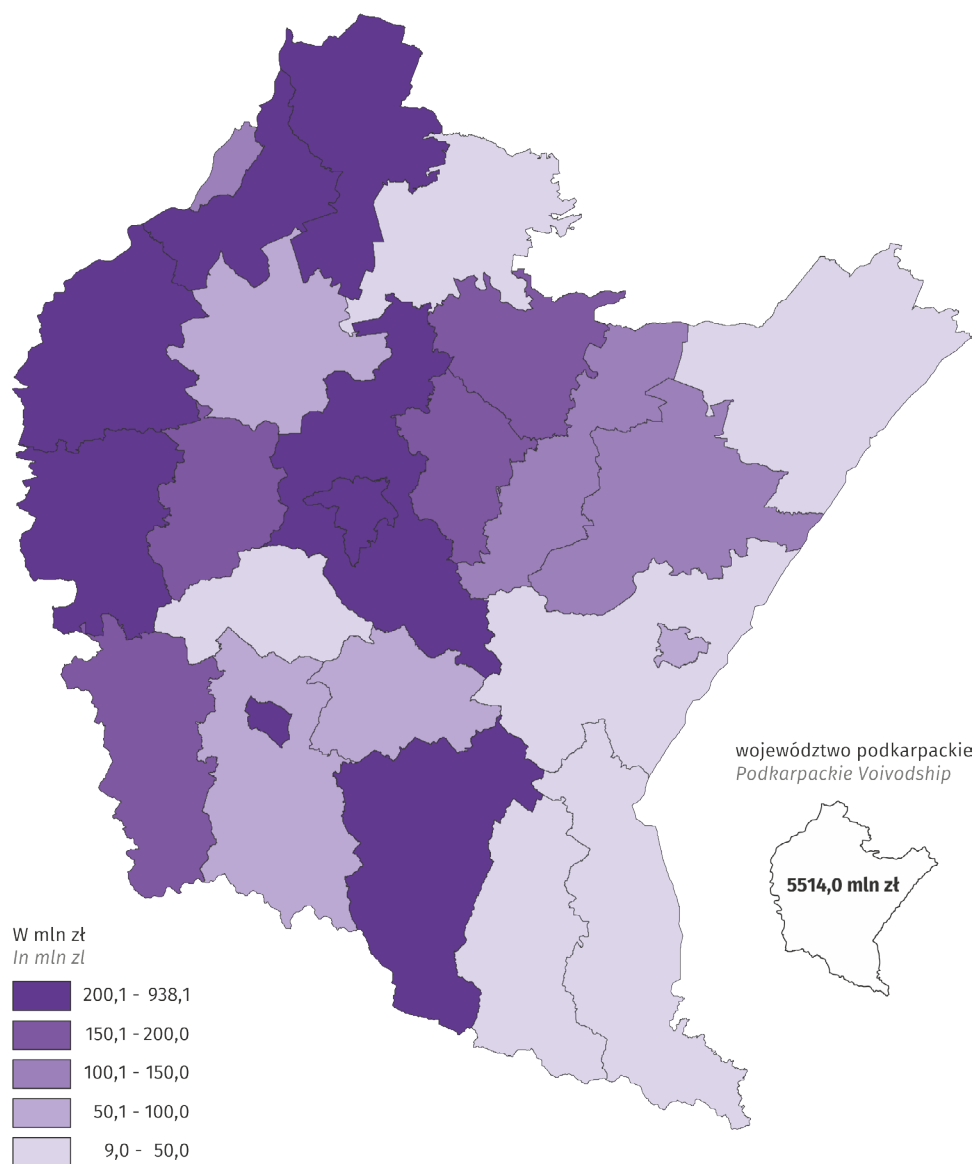 województwo podkarpackie
Podkarpackie Voivodship
5514,0 mln zł
W mln zł
In mln zl
200,1 - 938,1
150,1 - 200,0
100,1 - 150,0
50,1 - 100,0
9,0 - 50,0